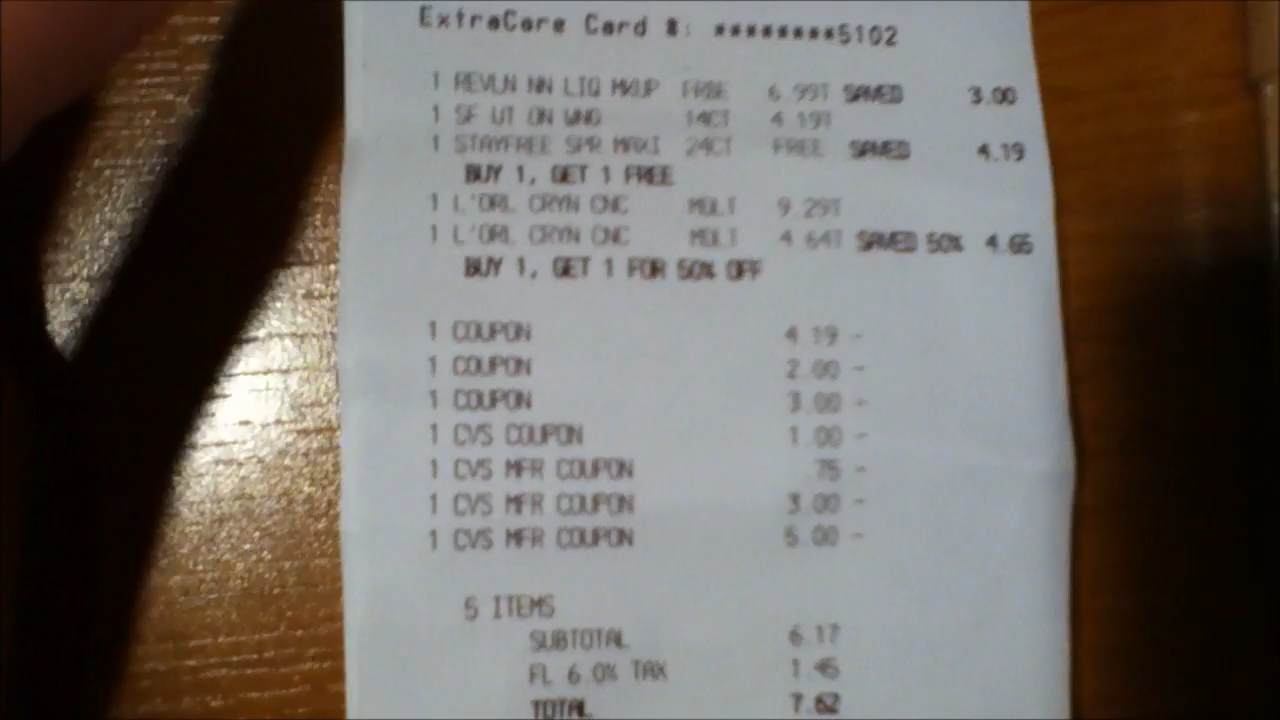 ExtraCare Card #: ********5102
1 REVLN NN LIQ MKUP FRBE 6.99T SAVED 3.00
1 SF UT ON WNG 14CT 4.19T
1 STAYFREE SPR MAXI 24CT FREE SAVED 4.19
BUY 1, GET 1 FREE
1 L'ORL CRYN CNC MULT 9.29T
1 L'ORL CRYN CNC MULT 4.64T SAVED 50% 4.65
BUY 1, GET 1 FOR 50% OFF
1 COUPON 4.19-
1 COUPON 2.00-
1 COUPON 3.00-
1 CVS COUPON 1.00-
1 CVS MFR COUPON .75-
1 CVS MFR COUPON 3.00-
1 CVS MFR COUPON 5.00-
5 ITEMS
SUBTOTAL 6.17
FL 6.0% TAX 1.45
TOTAL 7.62